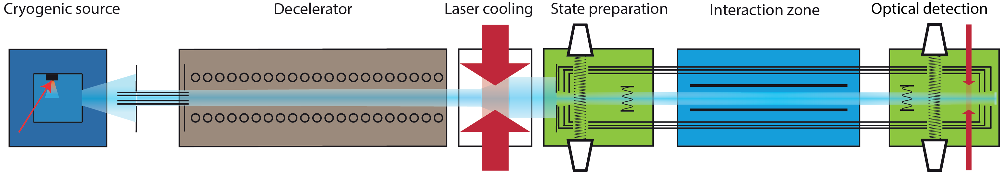 Cryogenic source
Decelerator
Laser cooling
State preparation
Interaction zone
Optical detection